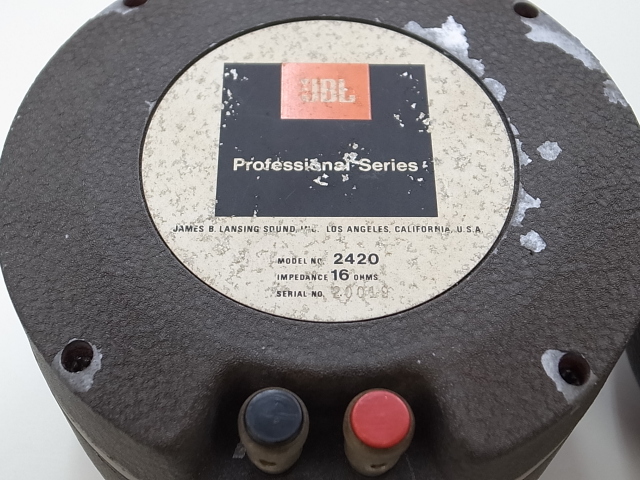 JBL
Professional Series
JAMES B. LANSING SOUND, INC. LOS ANGELES, CALIFORNIA, U.S.A.
MODEL NO. 2420
IMPEDANCE 16 OHMS
SERIAL NO.